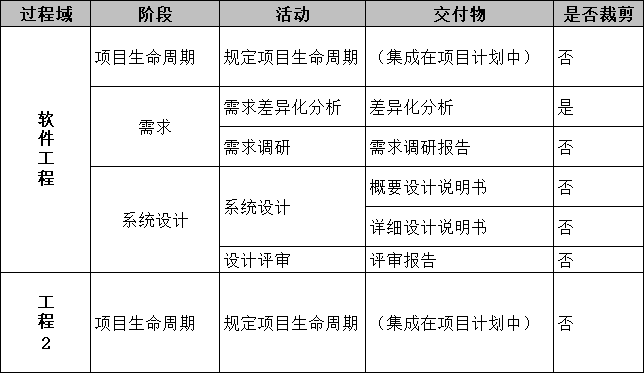 过程域 阶段 活动 交付物 是否裁剪
软件工程 项目生命周期 规定项目生命周期 （集成在项目计划中） 否
需求 需求差异化分析 差异化分析 是
需求调研 需求调研报告 否
系统设计 系统设计 概要设计说明书 否
详细设计说明书 否
设计评审 评审报告 否
工程2 项目生命周期 规定项目生命周期 （集成在项目计划中） 否